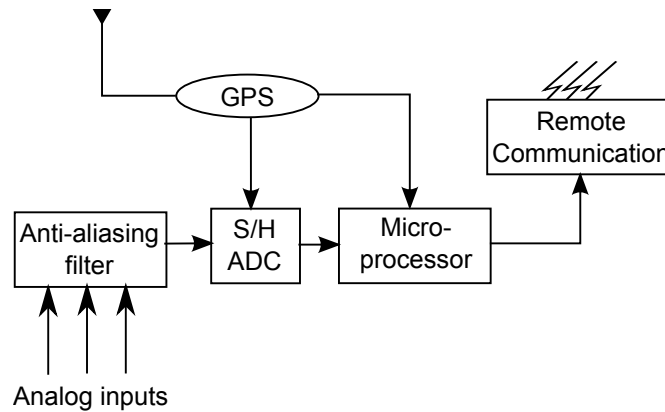 GPS
Remote
Communication
Anti-aliasing
filter
S/H
ADC
Micro-
processor
Analog inputs